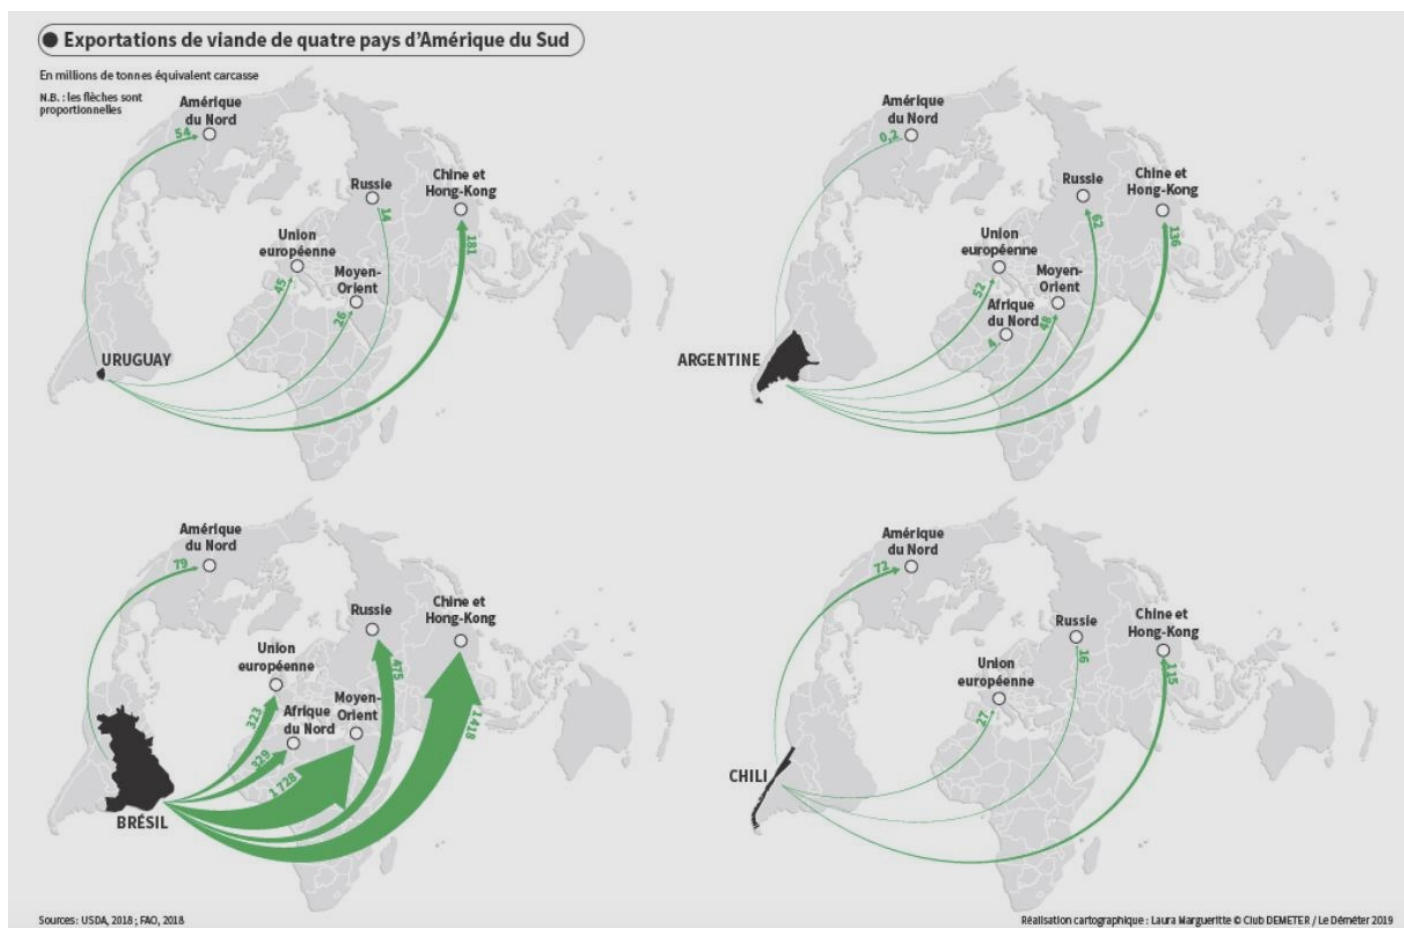 Exportations de viande de quatre pays d'Amérique du Sud
En millions de tonnes équivalent carcasse
N.B. : les flèches sont
proportionnelles
Amérique
du Nord
54
Russie
14
Chine et
Hong-Kong
181
Union
européenne
45
Moyen-
Orient
26
URUGUAY
Amérique
du Nord
0,2
Russie
62
Chine et
Hong-Kong
136
Union
européenne
52
Moyen-
Orient
48
Afrique
du Nord
4
ARGENTINE
Amérique
du Nord
79
Russie
475
Chine et
Hong-Kong
1 418
Union
européenne
323
Moyen-
Orient
1 728
Afrique
du Nord
329
BRÉSIL
Amérique
du Nord
72
Russie
16
Chine et
Hong-Kong
115
Union
européenne
27
CHILI
Sources : USDA, 2018 ; FAO, 2018
Réalisation cartographique : Laura Margueritte © Club DEMETER / Le Déméter 2019